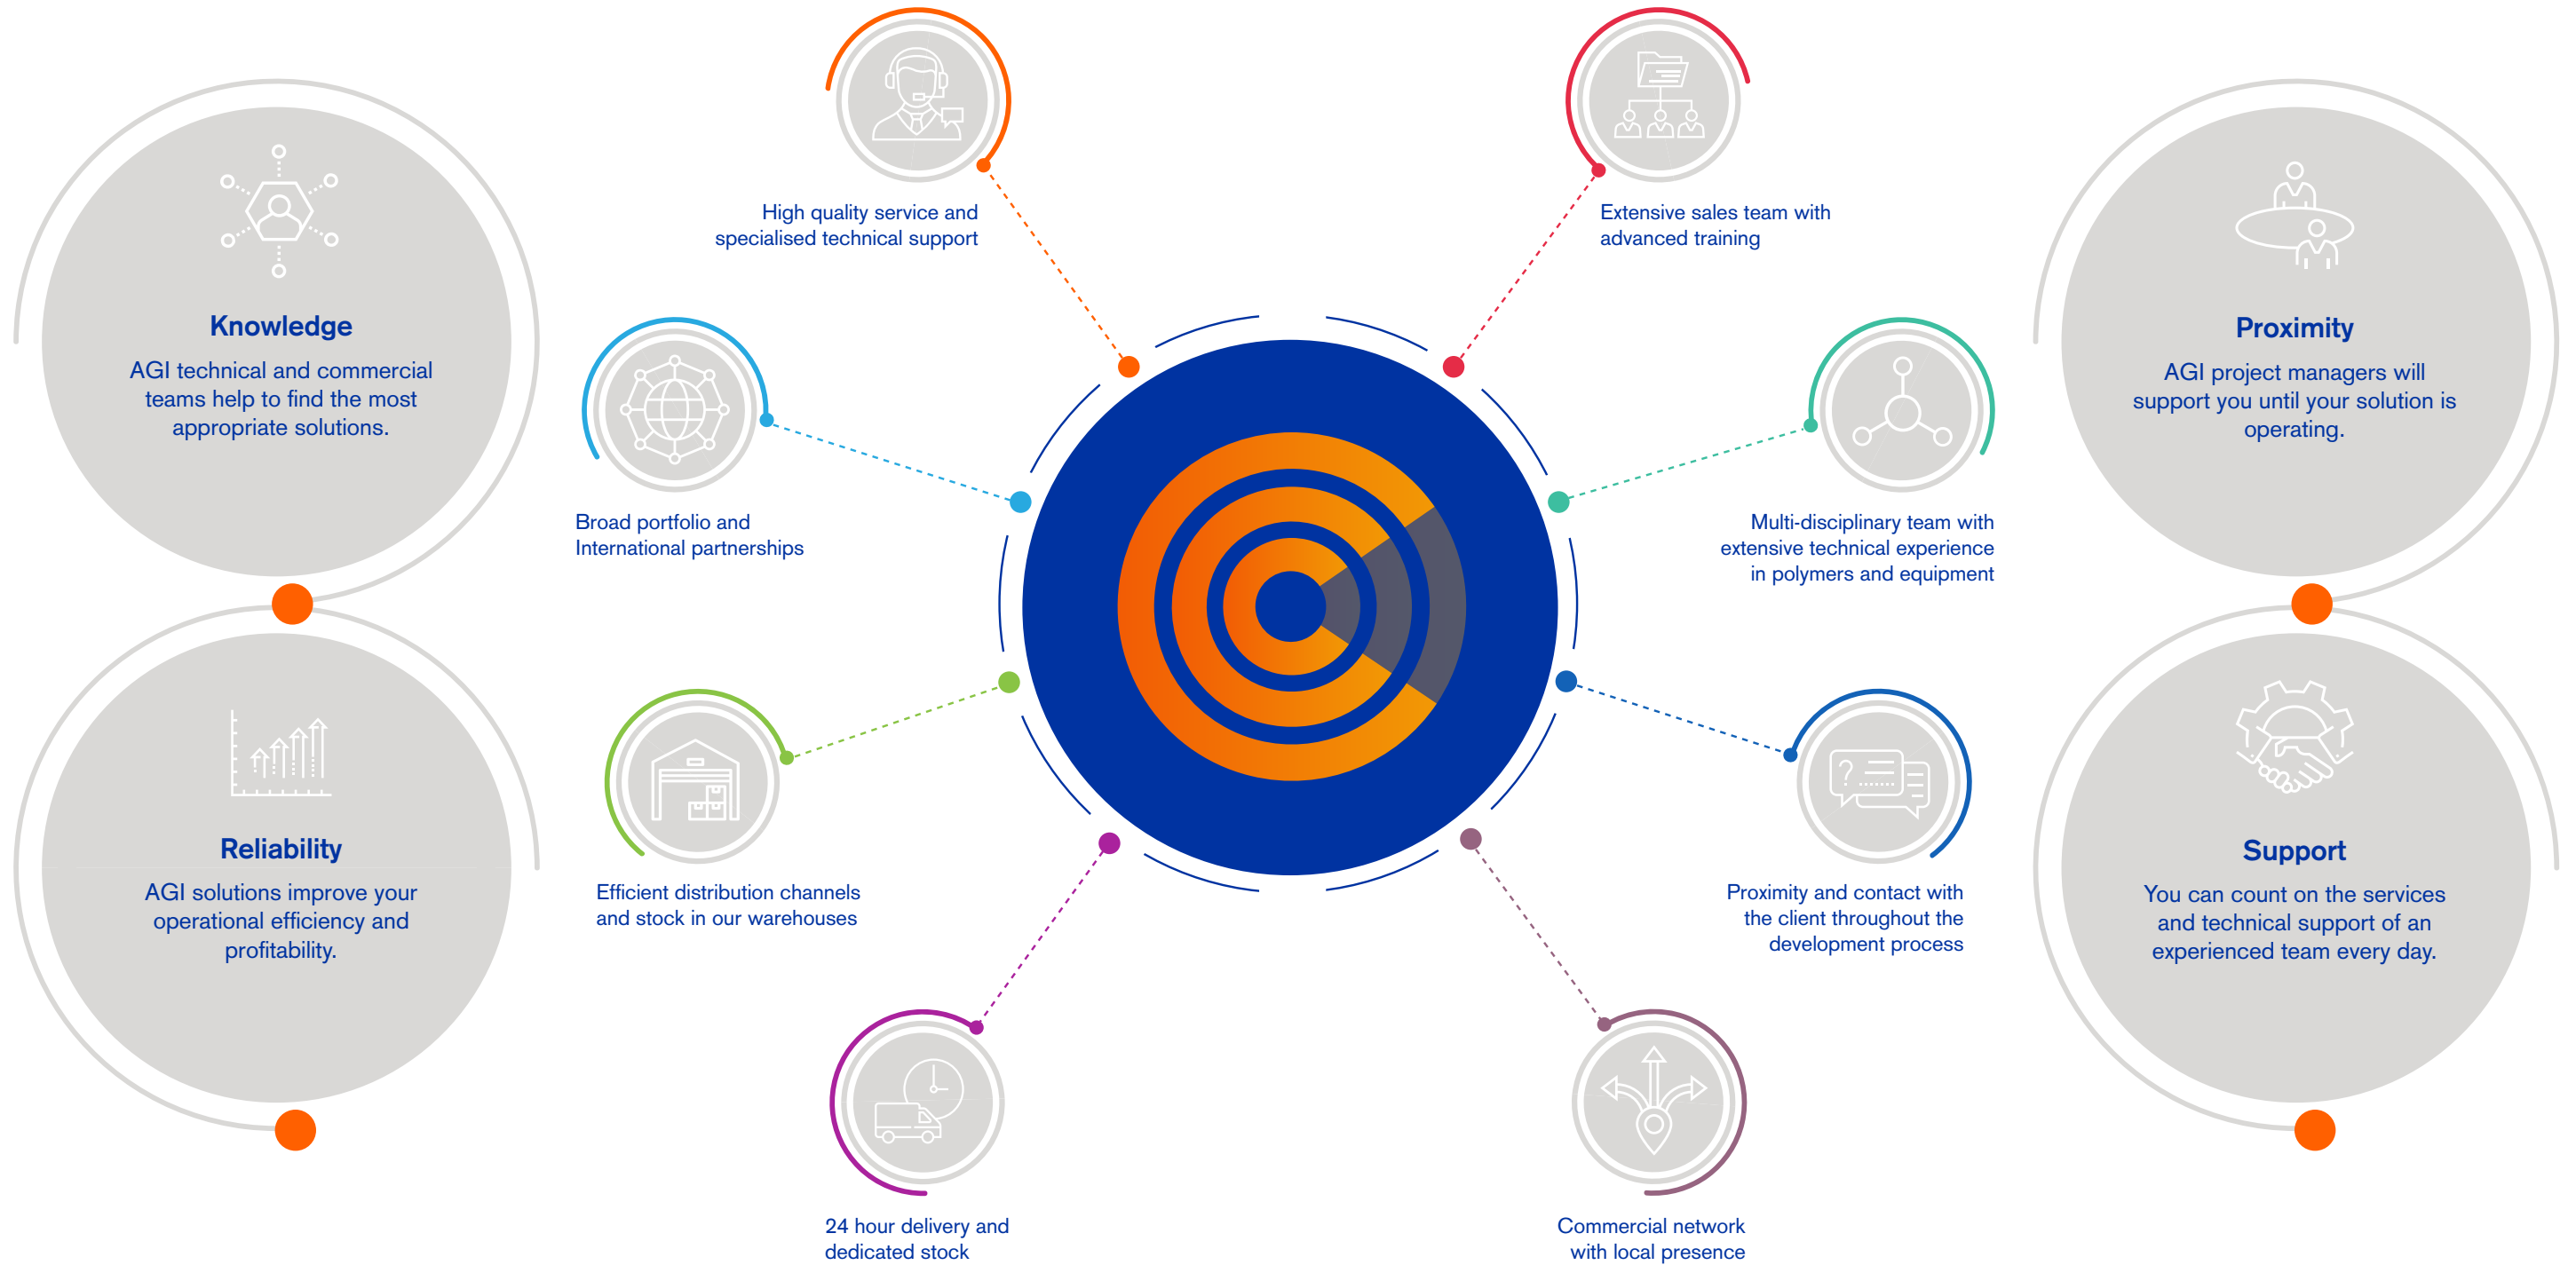 Knowledge
AGI technical and commercial
teams help to find the most
appropriate solutions.
Reliability
AGI solutions improve your
operational efficiency and
profitability.
High quality service and
specialised technical support
Broad portfolio and
International partnerships
Efficient distribution channels
and stock in our warehouses
24 hour delivery and
dedicated stock
Extensive sales team with
advanced training
Multi-disciplinary team with
extensive technical experience
in polymers and equipment
Proximity and contact with
the client throughout the
development process
Commercial network
with local presence
Proximity
AGI project managers will
support you until your solution is
operating.
Support
You can count on the services
and technical support of an
experienced team every day.